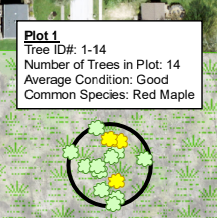 Plot 1
Tree ID#: 1-14
Number of Trees in Plot: 14
Average Condition: Good
Common Species: Red Maple